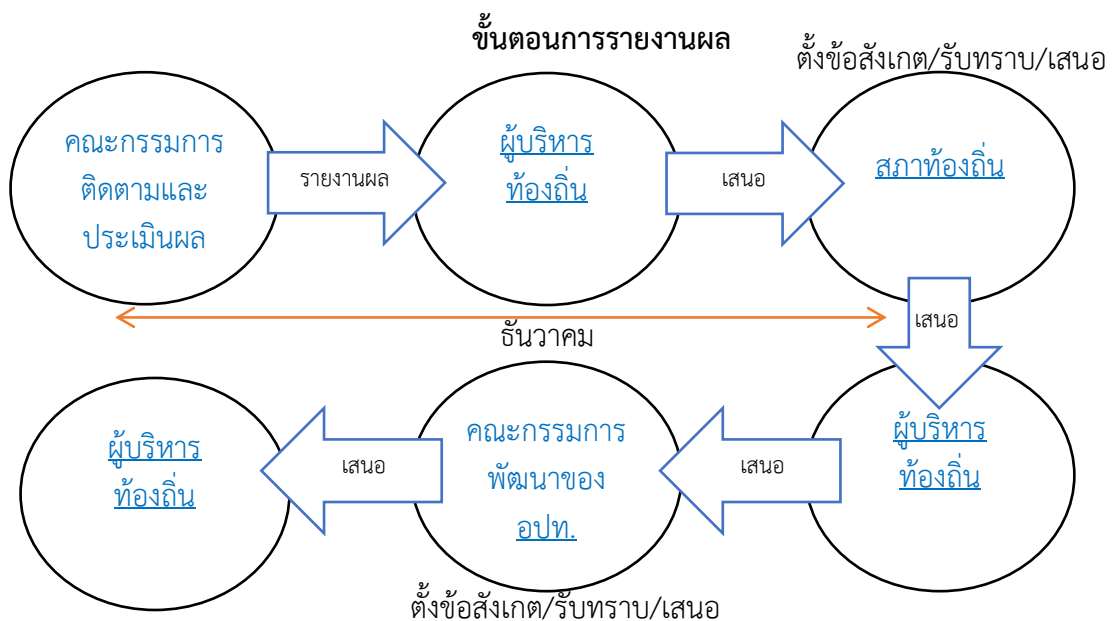 ขั้นตอนการรายงานผล
ตั้งข้อสังเกต/รับทราบ/เสนอ
คณะกรรมการ
ติดตามและ
ประเมินผล
รายงานผล
ผู้บริหาร
ท้องถิ่น
เสนอ
สภาท้องถิ่น
ธันวาคม
เสนอ
ผู้บริหาร
ท้องถิ่น
เสนอ
คณะกรรมการ
พัฒนาของ
อปท.
ตั้งข้อสังเกต/รับทราบ/เสนอ
เสนอ
ผู้บริหาร
ท้องถิ่น